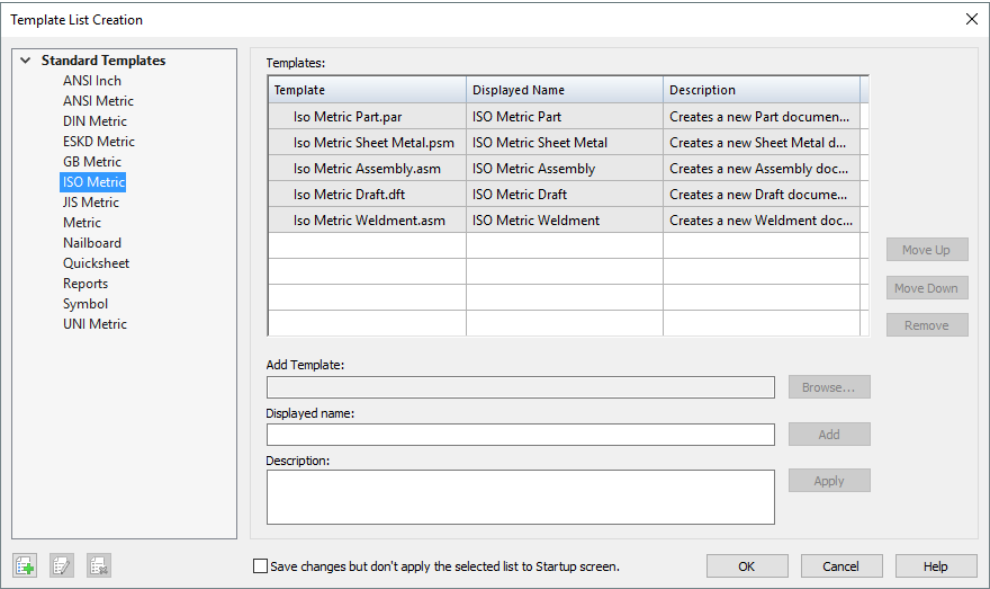 Template List Creation
Standard Templates
ANSI Inch
ANSI Metric
DIN Metric
ESKD Metric
GB Metric
ISO Metric
JIS Metric
Metric
Nailboard
Quicksheet
Reports
Symbol
UNI Metric
Templates:
Template Displayed Name Description
Iso Metric Part.par ISO Metric Part Creates a new Part documen...
Iso Metric Sheet Metal.psm ISO Metric Sheet Metal Creates a new Sheet Metal d...
Iso Metric Assembly.asm ISO Metric Assembly Creates a new Assembly doc...
Iso Metric Draft.dft ISO Metric Draft Creates a new Draft docume...
Iso Metric Weldment.asm ISO Metric Weldment Creates a new Weldment doc...
Move Up
Move Down
Remove
Add Template:
Browse...
Displayed name:
Add
Description:
Apply
Save changes but don't apply the selected list to Startup screen.
OK Cancel Help